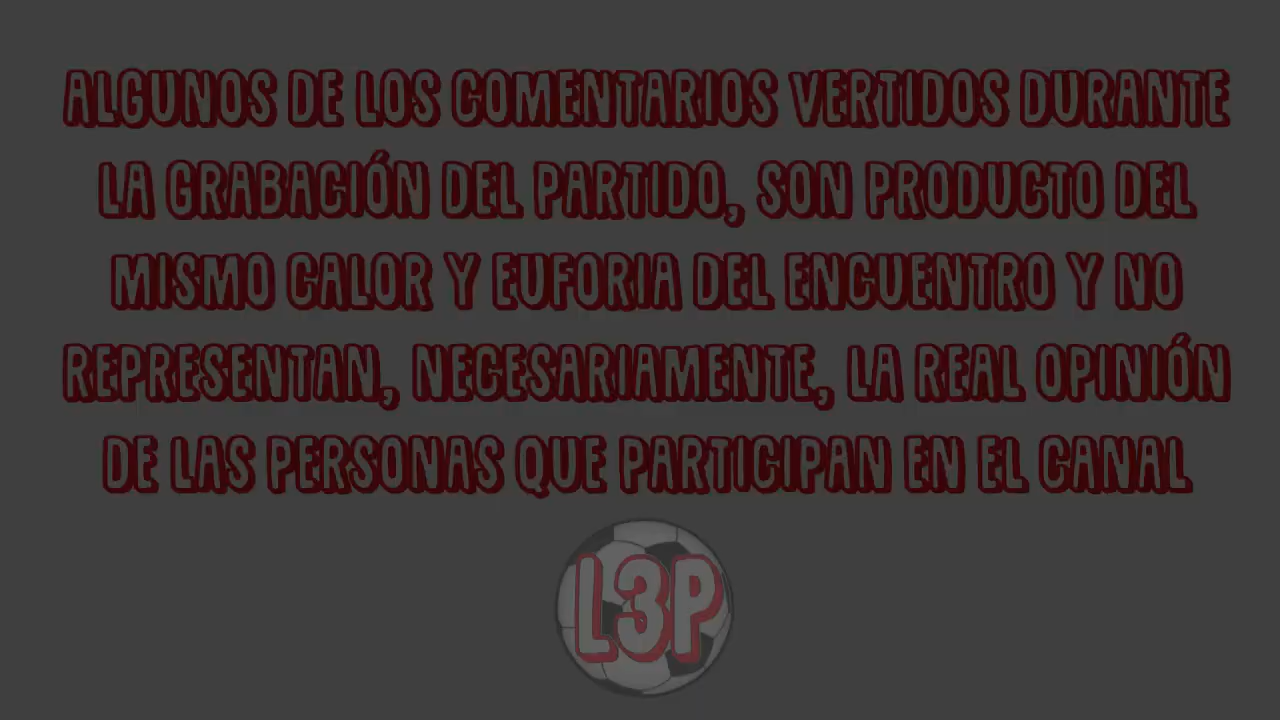 ALGUNOS DE LOS COMENTARIOS VERTIDOS DURANTE
LA GRABACIÓN DEL PARTIDO, SON PRODUCTO DEL
MISMO CALOR Y EUFORIA DEL ENCUENTRO Y NO
REPRESENTAN, NECESARIAMENTE, LA REAL OPINIÓN
DE LAS PERSONAS QUE PARTICIPAN EN EL CANAL
L3P